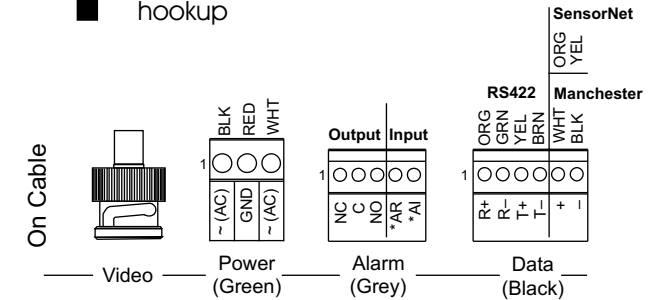 hookup
SensorNet
ORG
YEL
RS422
Manchester
BLK
RED
WHT
Output
Input
ORG
GRN
YEL
BRN
WHT
BLK
On Cable
1
1
1
~ (AC)
GND
~ (AC)
NC
C
NO
*AR
*AI
R+
R–
T+
T–
+
–
Video
Power
(Green)
Alarm
(Grey)
Data
(Black)